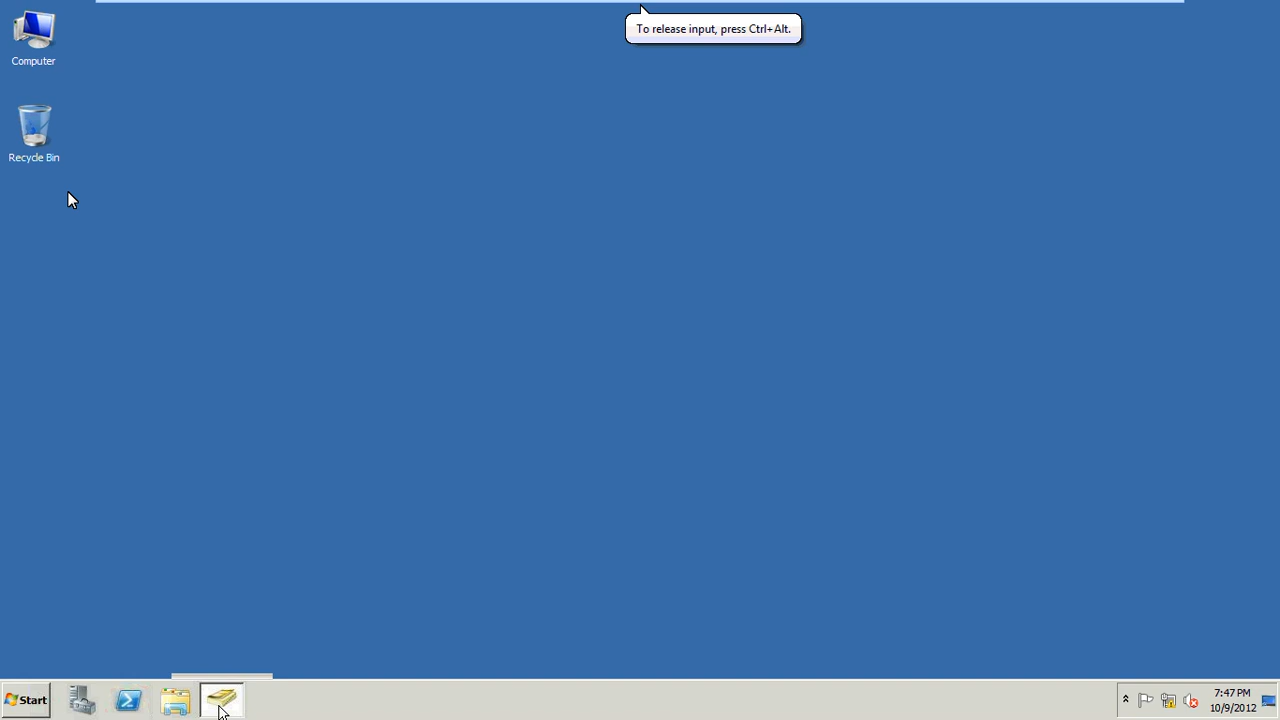 To release input, press Ctrl+Alt.
Computer
Recycle Bin
Start
7:47 PM
10/9/2012